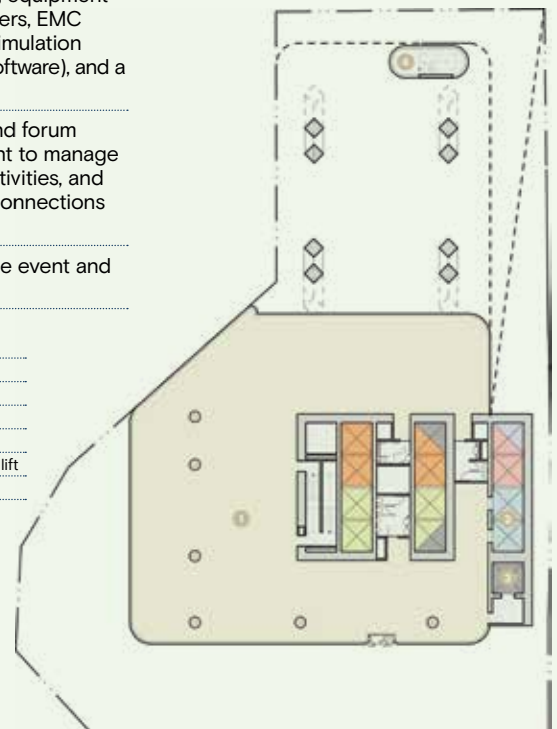 equipment
ers, EMC
imulation
oftware), and a
nd forum
nt to manage
tivities, and
onnections
e event and
lift